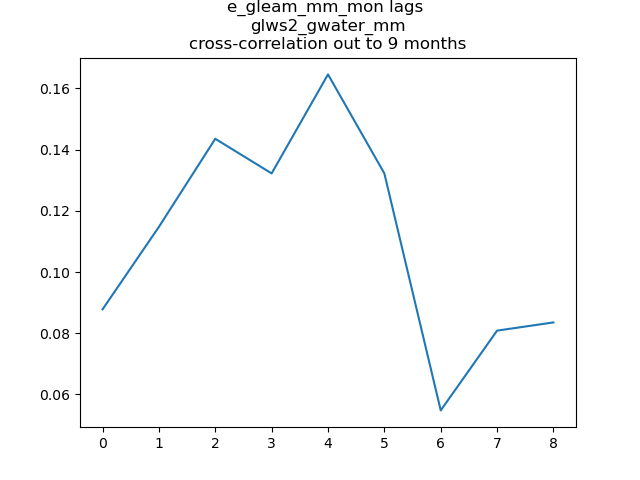 e_gleam_mm_mon lags
glws2_gwater_mm
cross-correlation out to 9 months
0.16
0.14
0.12
0.10
0.08
0.06
0 1 2 3 4 5 6 7 8